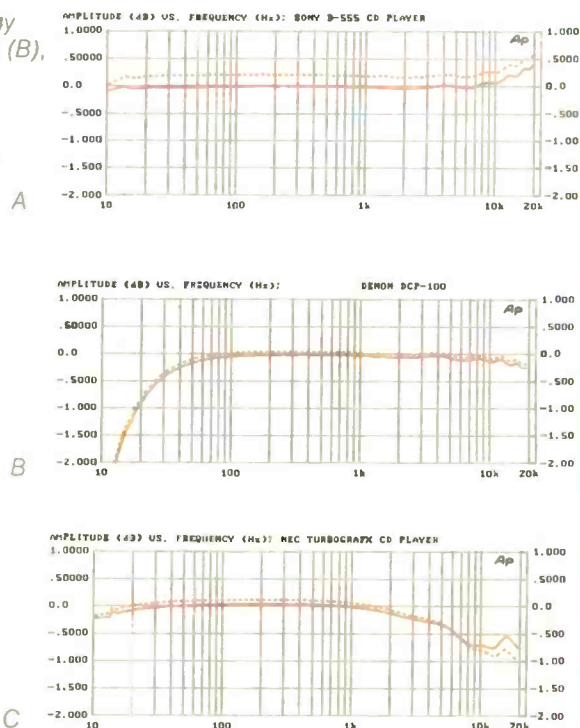 By
(B),
AMPLITUDE (dB) VS. FREQUENCY (Hz): SONY D-555 CD PLAYER
1.0000 1.000
.50000 .500
0.0 0.0
-.5000 -.500
-1.000 -1.00
-1.500 -1.50
-2.000 -2.00
Ap
10 100 1k 10k 20k
A
AMPLITUDE (dB) VS. FREQUENCY (Hz): DENON DCP-100
1.0000 1.000
.50000 .500
0.0 0.0
-.5000 -.500
-1.000 -1.00
-1.500 -1.50
-2.000 -2.00
Ap
10 100 1k 10k 20k
B
AMPLITUDE (dB) VS. FREQUENCY (Hz): NEC TURBOGRAFX CD PLAYER
1.0000 1.000
.50000 .500
0.0 0.0
-.5000 -.500
-1.000 -1.00
-1.500 -1.50
-2.000 -2.00
Ap
10 100 1k 10k 20k
C